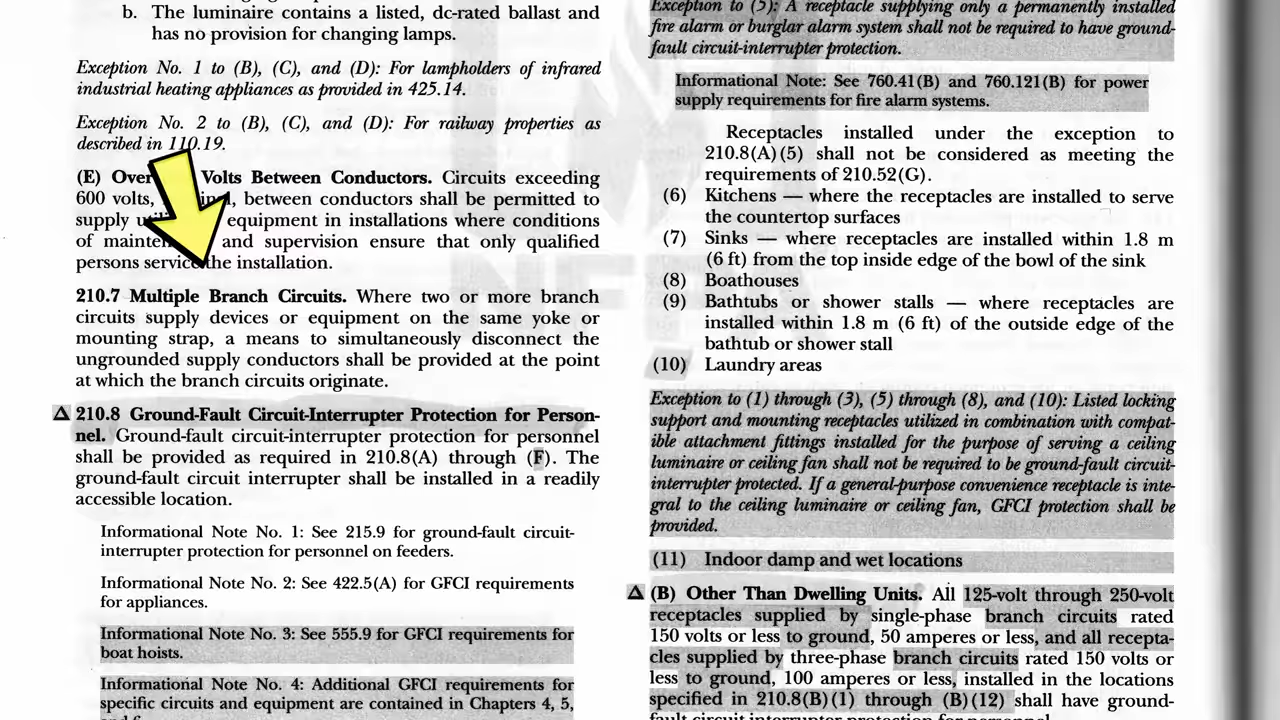 b. The luminaire contains a listed, dc-rated ballast and
has no provision for changing lamps.
Exception No. 1 to (B), (C), and (D): For lampholders of infrared
industrial heating appliances as provided in 425.14.
Exception No. 2 to (B), (C), and (D): For railway properties as
described in 110.19.
(E) Over Volts Between Conductors. Circuits exceeding
600 volts, between conductors shall be permitted to
supply equipment in installations where conditions
of and supervision ensure that only qualified
persons service the installation.
210.7 Multiple Branch Circuits. Where two or more branch
circuits supply devices or equipment on the same yoke or
mounting strap, a means to simultaneously disconnect the
ungrounded supply conductors shall be provided at the point
at which the branch circuits originate.
Δ 210.8 Ground-Fault Circuit-Interrupter Protection for Person-
nel. Ground-fault circuit-interrupter protection for personnel
shall be provided as required in 210.8(A) through (F). The
ground-fault circuit interrupter shall be installed in a readily
accessible location.
Informational Note No. 1: See 215.9 for ground-fault circuit-
interrupter protection for personnel on feeders.
Informational Note No. 2: See 422.5(A) for GFCI requirements
for appliances.
Informational Note No. 3: See 555.9 for GFCI requirements for
boat hoists.
Informational Note No. 4: Additional GFCI requirements for
specific circuits and equipment are contained in Chapters 4, 5,
Exception to (5): A receptacle supplying only a permanently installed
fire alarm or burglar alarm system shall not be required to have ground-
fault circuit-interrupter protection.
Informational Note: See 760.41(B) and 760.121(B) for power
supply requirements for fire alarm systems.
Receptacles installed under the exception to
210.8(A)(5) shall not be considered as meeting the
requirements of 210.52(G).
(6) Kitchens — where the receptacles are installed to serve
the countertop surfaces
(7) Sinks — where receptacles are installed within 1.8 m
(6 ft) from the top inside edge of the bowl of the sink
(8) Boathouses
(9) Bathtubs or shower stalls — where receptacles are
installed within 1.8 m (6 ft) of the outside edge of the
bathtub or shower stall
(10) Laundry areas
Exception to (1) through (3), (5) through (8), and (10): Listed locking
support and mounting receptacles utilized in combination with compat-
ible attachment fittings installed for the purpose of serving a ceiling
luminaire or ceiling fan shall not be required to be ground-fault circuit-
interrupter protected. If a general-purpose convenience receptacle is inte-
gral to the ceiling luminaire or ceiling fan, GFCI protection shall be
provided.
(11) Indoor damp and wet locations
Δ (B) Other Than Dwelling Units. All 125-volt through 250-volt
receptacles supplied by single-phase branch circuits rated
150 volts or less to ground, 50 amperes or less, and all recepta-
cles supplied by three-phase branch circuits rated 150 volts or
less to ground, 100 amperes or less, installed in the locations
specified in 210.8(B)(1) through (B)(12) shall have ground-
fault circuit-interrupter protection for personnel.
NFPA